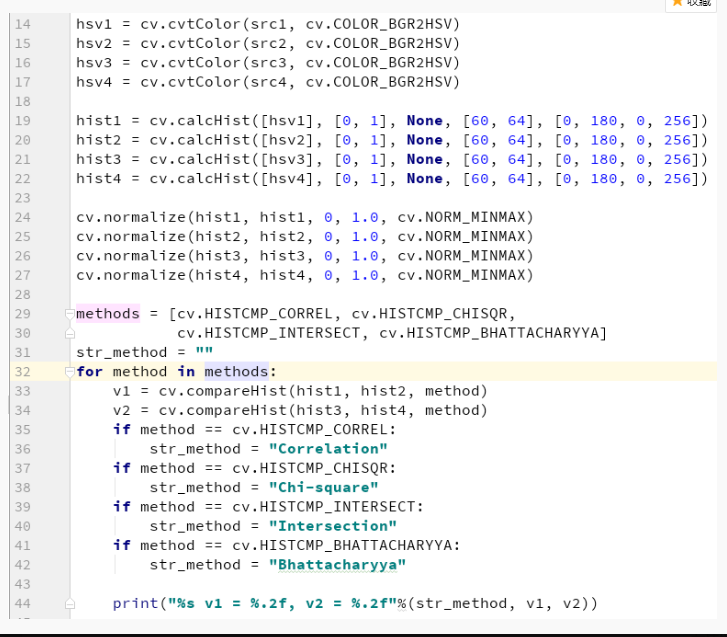 收藏
14 hsv1 = cv.cvtColor(src1, cv.COLOR_BGR2HSV)
15 hsv2 = cv.cvtColor(src2, cv.COLOR_BGR2HSV)
16 hsv3 = cv.cvtColor(src3, cv.COLOR_BGR2HSV)
17 hsv4 = cv.cvtColor(src4, cv.COLOR_BGR2HSV)
18
19 hist1 = cv.calcHist([hsv1], [0, 1], None, [60, 64], [0, 180, 0, 256])
20 hist2 = cv.calcHist([hsv2], [0, 1], None, [60, 64], [0, 180, 0, 256])
21 hist3 = cv.calcHist([hsv3], [0, 1], None, [60, 64], [0, 180, 0, 256])
22 hist4 = cv.calcHist([hsv4], [0, 1], None, [60, 64], [0, 180, 0, 256])
23
24 cv.normalize(hist1, hist1, 0, 1.0, cv.NORM_MINMAX)
25 cv.normalize(hist2, hist2, 0, 1.0, cv.NORM_MINMAX)
26 cv.normalize(hist3, hist3, 0, 1.0, cv.NORM_MINMAX)
27 cv.normalize(hist4, hist4, 0, 1.0, cv.NORM_MINMAX)
28
29 methods = [cv.HISTCMP_CORREL, cv.HISTCMP_CHISQR,
30            cv.HISTCMP_INTERSECT, cv.HISTCMP_BHATTACHARYYA]
31 str_method = ""
32 for method in methods:
33     v1 = cv.compareHist(hist1, hist2, method)
34     v2 = cv.compareHist(hist3, hist4, method)
35     if method == cv.HISTCMP_CORREL:
36         str_method = "Correlation"
37     if method == cv.HISTCMP_CHISQR:
38         str_method = "Chi-square"
39     if method == cv.HISTCMP_INTERSECT:
40         str_method = "Intersection"
41     if method == cv.HISTCMP_BHATTACHARYYA:
42         str_method = "Bhattacharyya"
43
44     print("%s v1 = %.2f, v2 = %.2f"%(str_method, v1, v2))